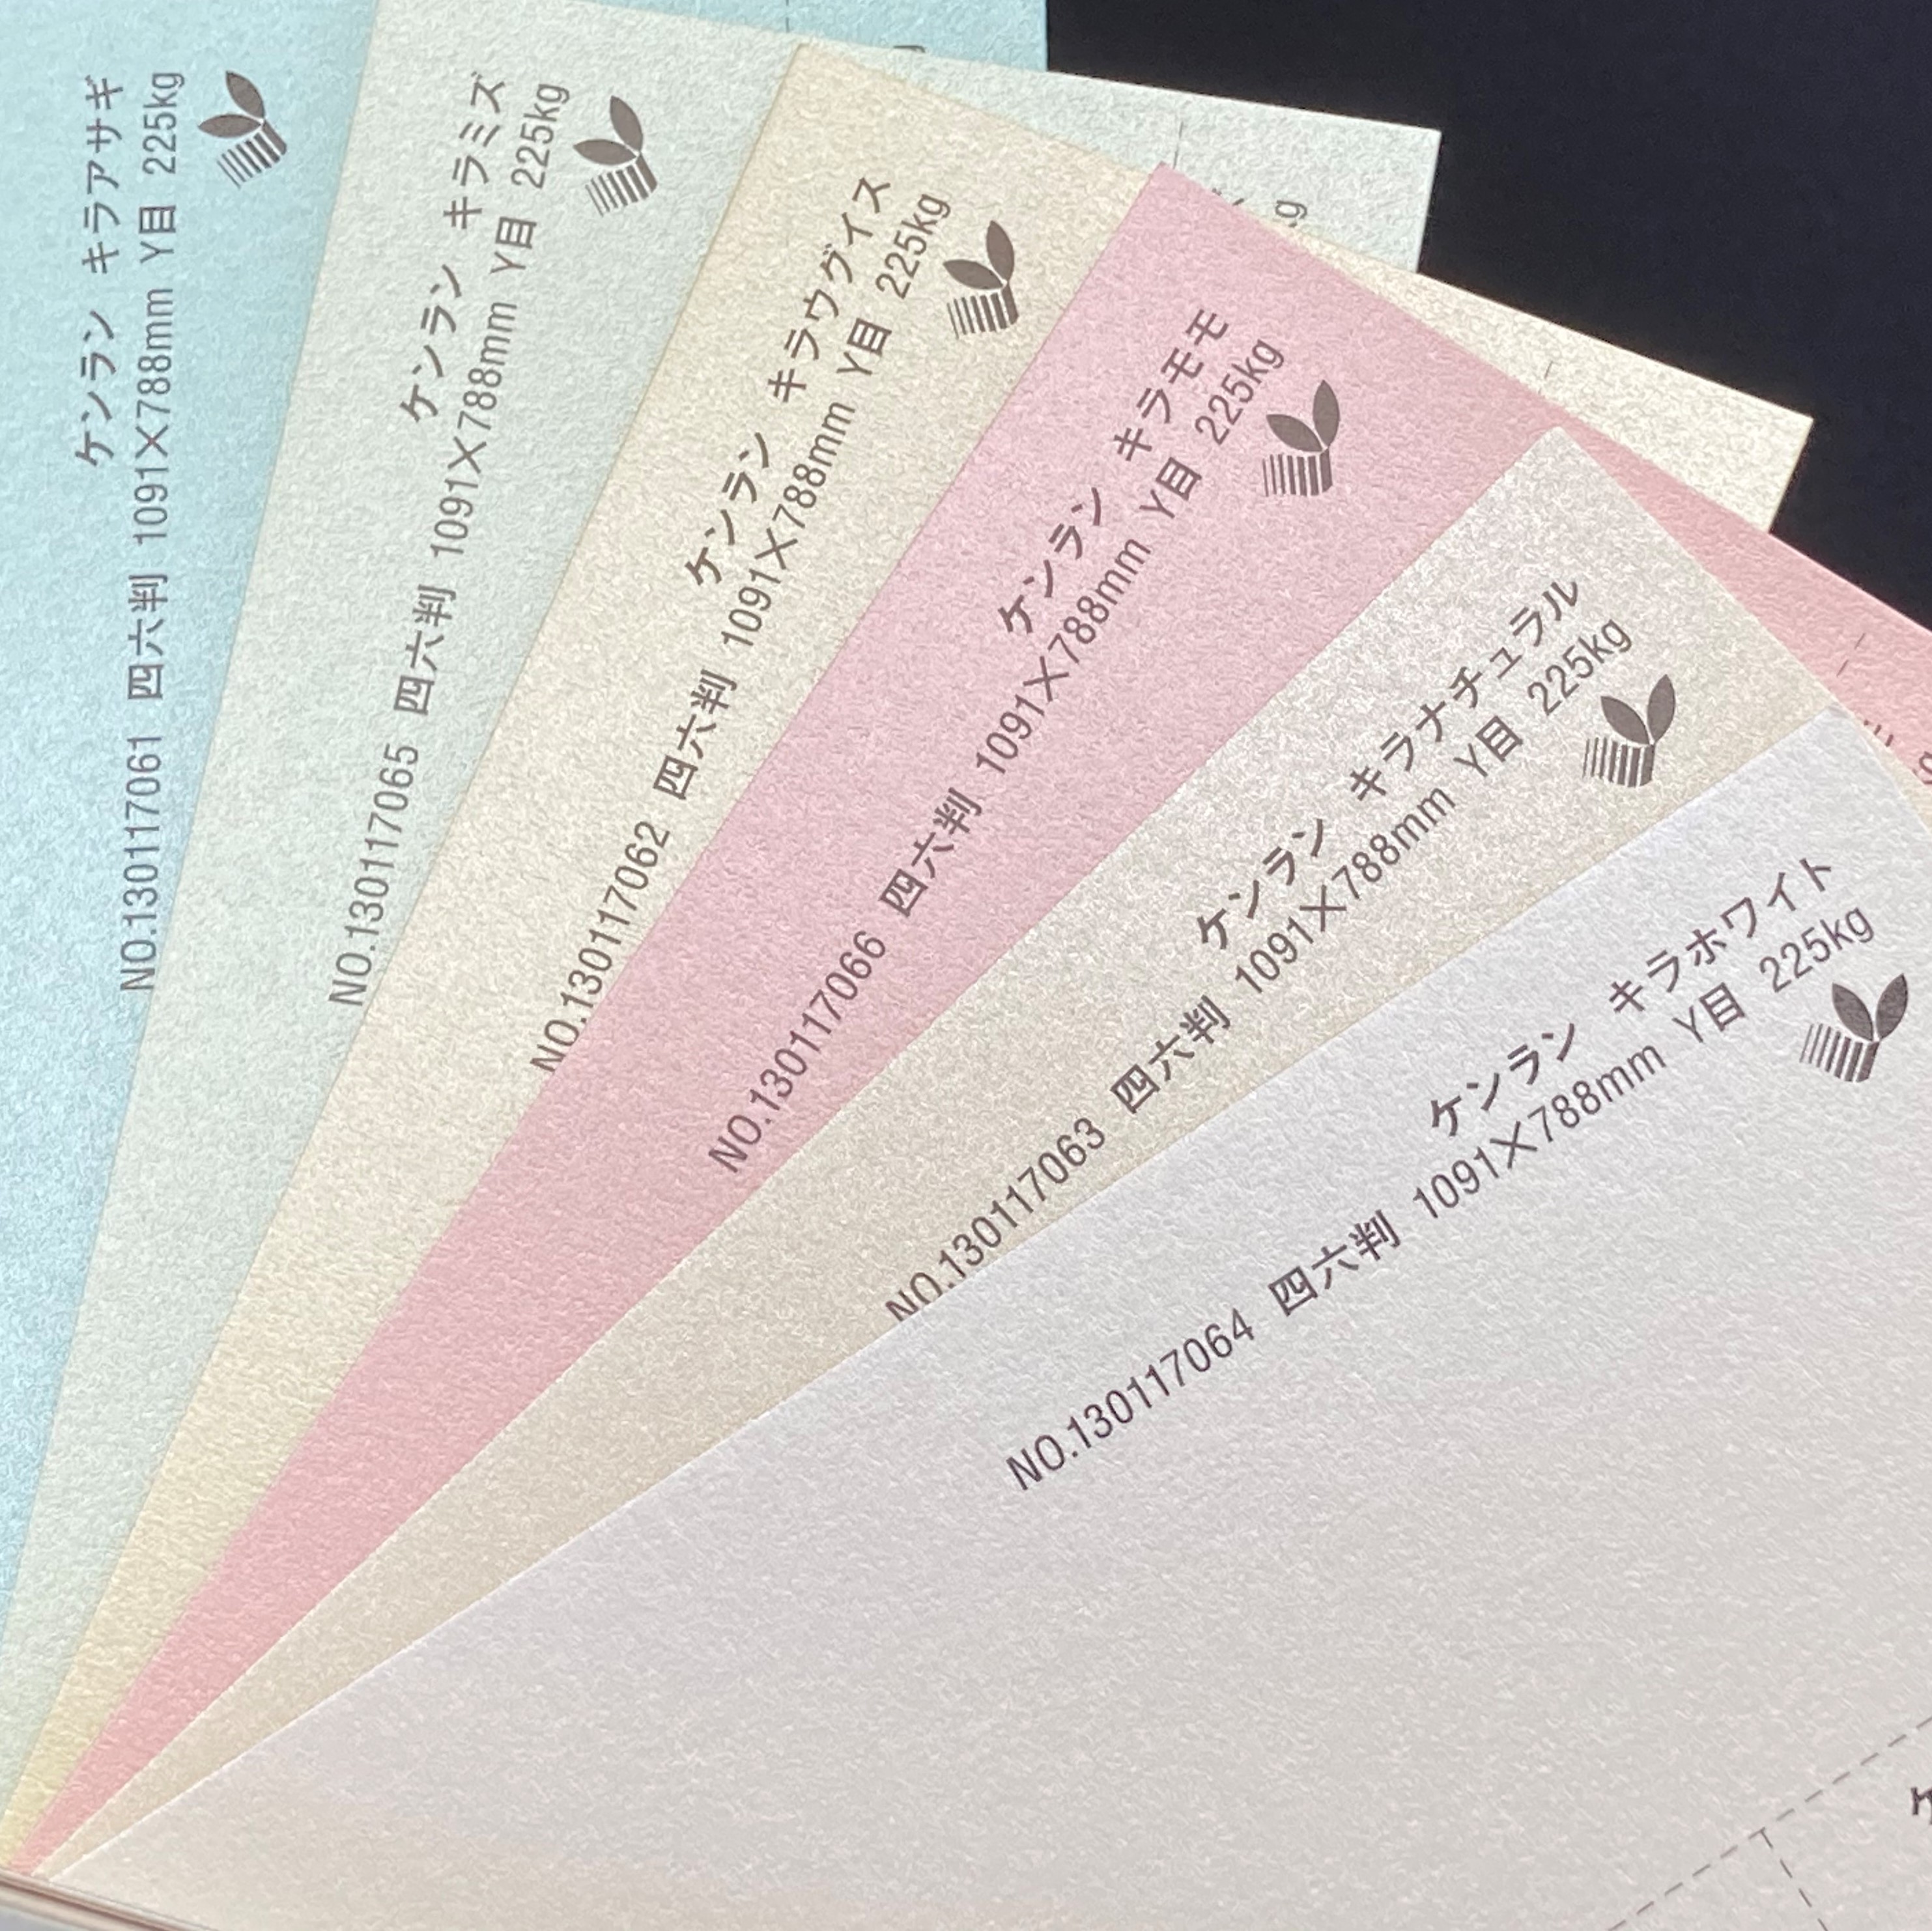 ケンラン キラアサギ
NO.130117061 四六判 1091×788mm Y目 225kg
ケンラン キラミズ
NO.130117065 四六判 1091×788mm Y目 225kg
ケンラン キラウグイス
NO.130117062 四六判 1091×788mm Y目 225kg
ケンラン キラモモ
NO.130117066 四六判 1091×788mm Y目 225kg
ケンラン キラナチュラル
NO.130117063 四六判 1091×788mm Y目 225kg
ケンラン キラホワイト
NO.130117064 四六判 1091×788mm Y目 225kg